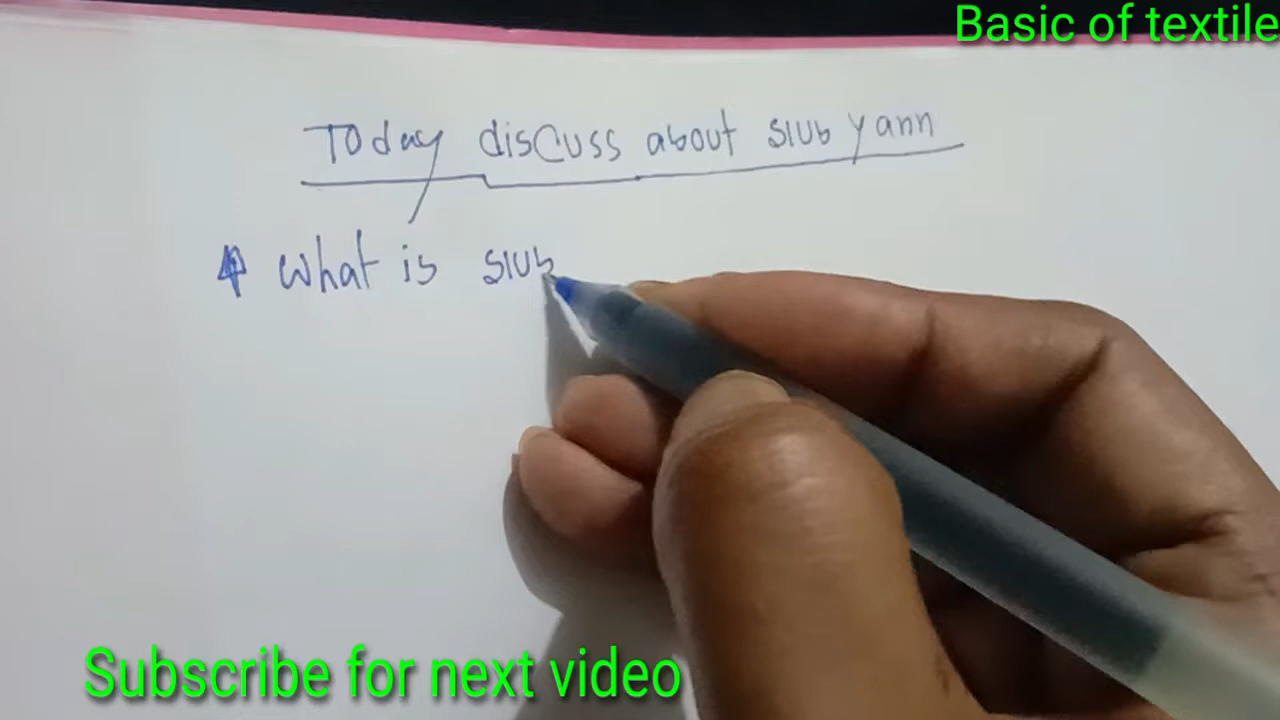 Basic of textile
Today discuss about slub yarn
What is slub
Subscribe for next video